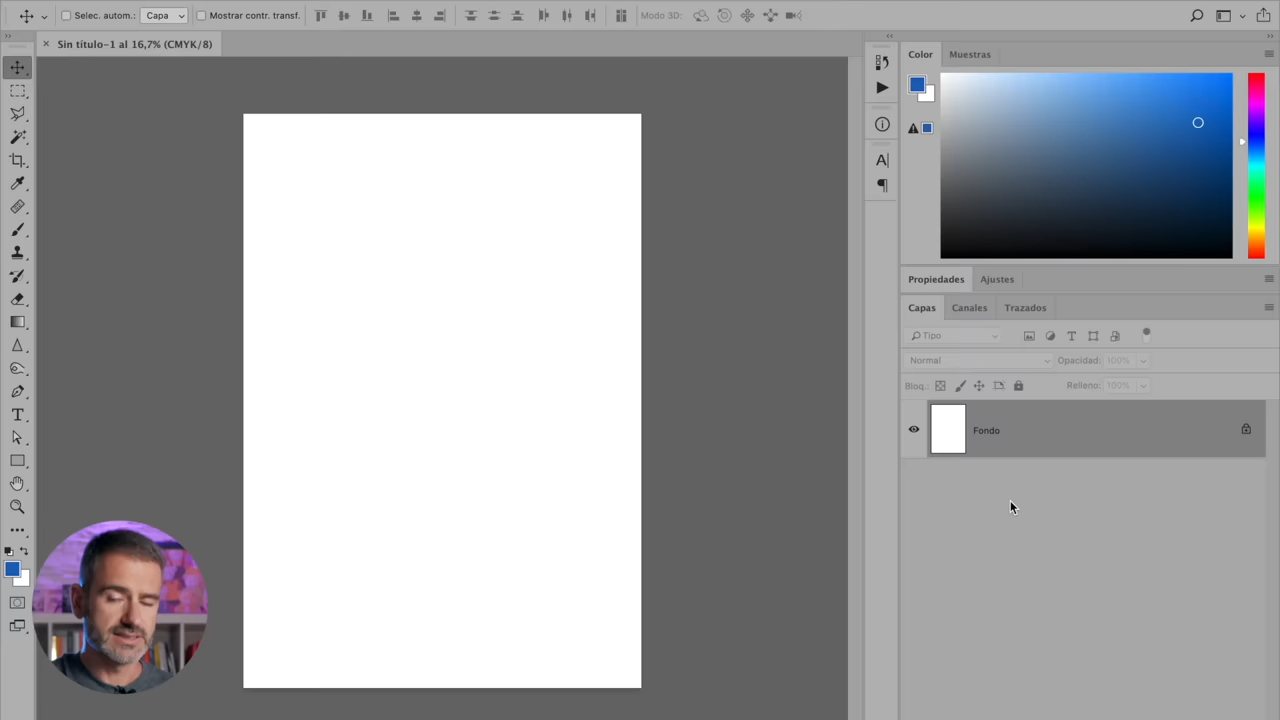 Selec. autom.: Capa Mostrar contr. transf. Modo 3D:
Sin título-1 al 16,7% (CMYK/8)
Color Muestras
Propiedades Ajustes
Capas Canales Trazados
Tipo
Normal Opacidad: 100%
Bloq.: Relleno: 100%
Fondo